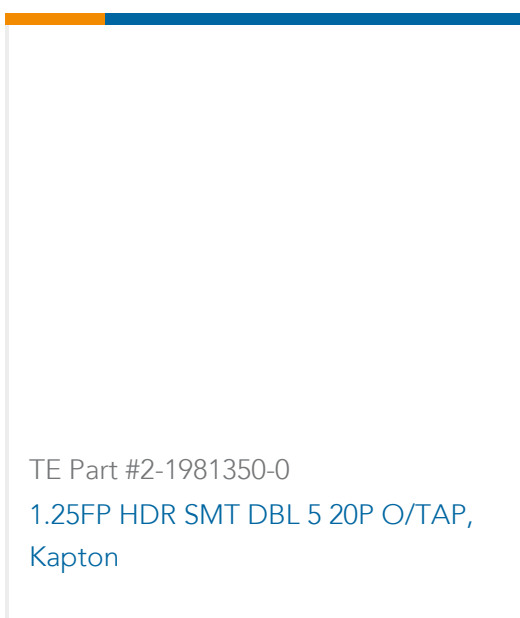 TE Part #2-1981350-0
1.25FP HDR SMT DBL 5 20P O/TAP,
Kapton